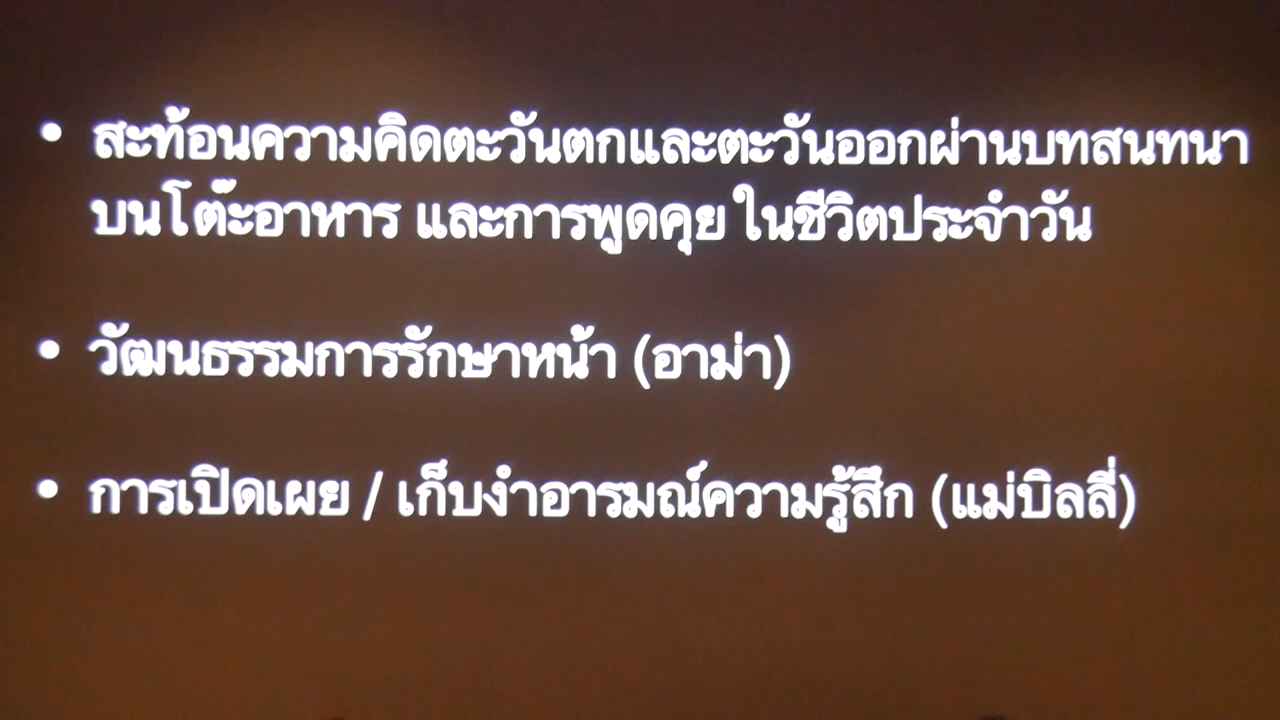 • สะท้อนความคิดตะวันตกและตะวันออกผ่านบทสนทนา
บนโต๊ะอาหาร และการพูดคุย ในชีวิตประจำวัน
• วัฒนธรรมการรักษาหน้า (อาม่า)
• การเปิดเผย / เก็บงำอารมณ์ความรู้สึก (แม่บิลลี่)